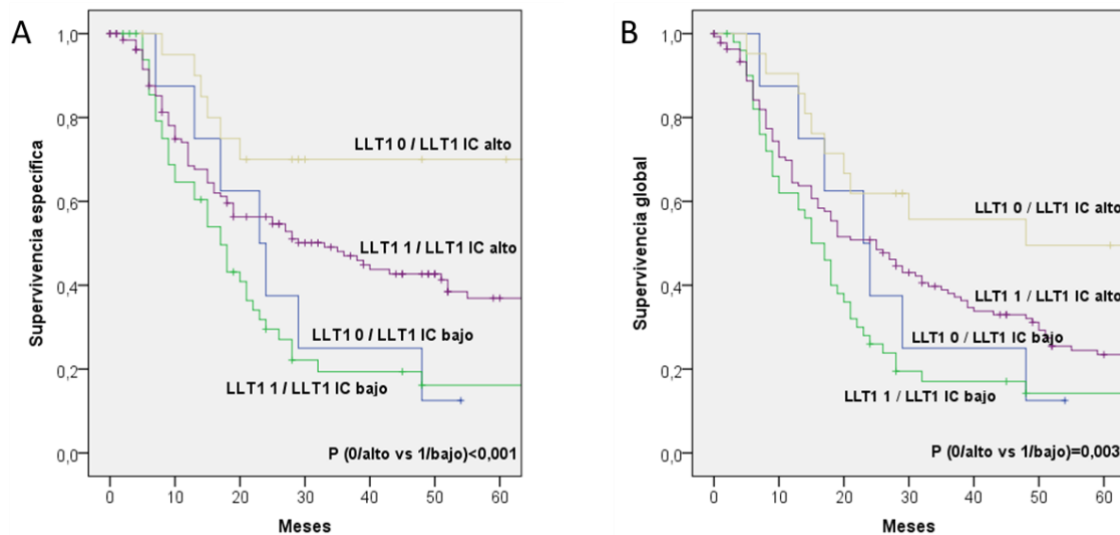 A
Supervivencia específica
1,0
0,8
0,6
0,4
0,2
0,0
LLT1 0 / LLT1 IC alto
LLT1 1 / LLT1 IC alto
LLT1 0 / LLT1 IC bajo
LLT1 1 / LLT1 IC bajo
P (0/alto vs 1/bajo)<0,001
0 10 20 30 40 50 60
Meses
B
Supervivencia global
1,0
0,8
0,6
0,4
0,2
0,0
LLT1 0 / LLT1 IC alto
LLT1 1 / LLT1 IC alto
LLT1 0 / LLT1 IC bajo
LLT1 1 / LLT1 IC bajo
P (0/alto vs 1/bajo)=0,003
0 10 20 30 40 50 60
Meses